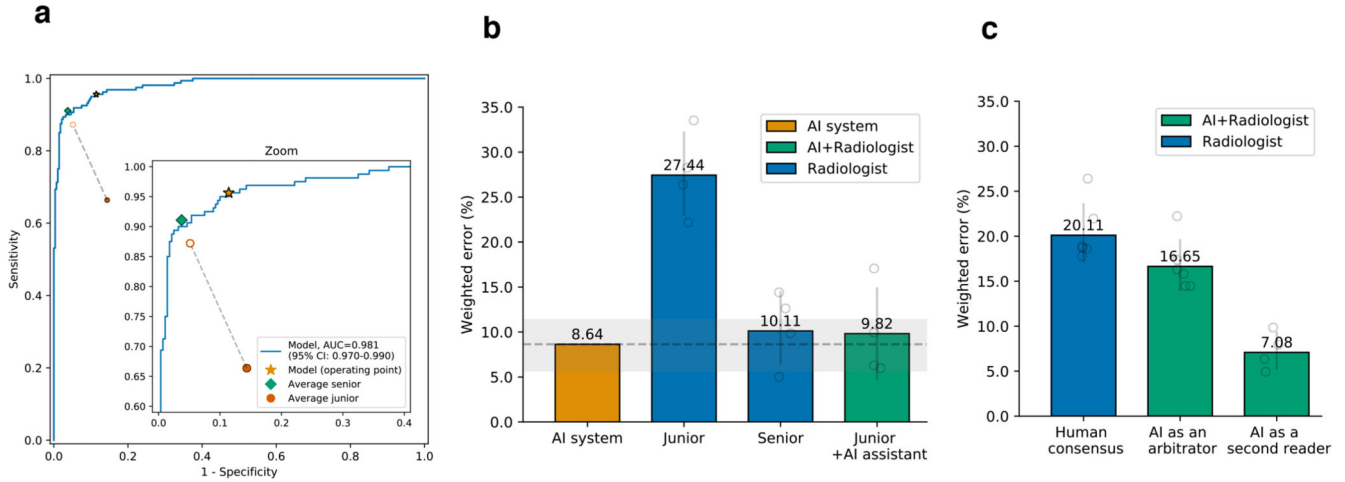 a
1.0
0.8
0.6
0.4
0.2
0.0
Sensitivity
0.0
0.2
0.4
0.6
0.8
1.0
1 - Specificity
Zoom
1.00
0.95
0.90
0.85
0.80
0.75
0.70
0.65
0.60
0.0
0.1
0.2
0.3
0.4
Model, AUC=0.981
(95% CI: 0.970-0.990)
Model (operating point)
Average senior
Average junior
b
35.0
30.0
25.0
20.0
15.0
10.0
5.0
0.0
Weighted error (%)
AI system
AI+Radiologist
Radiologist
8.64
27.44
10.11
9.82
AI system
Junior
Senior
Junior
+AI assistant
c
35.0
30.0
25.0
20.0
15.0
10.0
5.0
0.0
Weighted error (%)
AI+Radiologist
Radiologist
20.11
16.65
7.08
Human
consensus
AI as an
arbitrator
AI as a
second reader